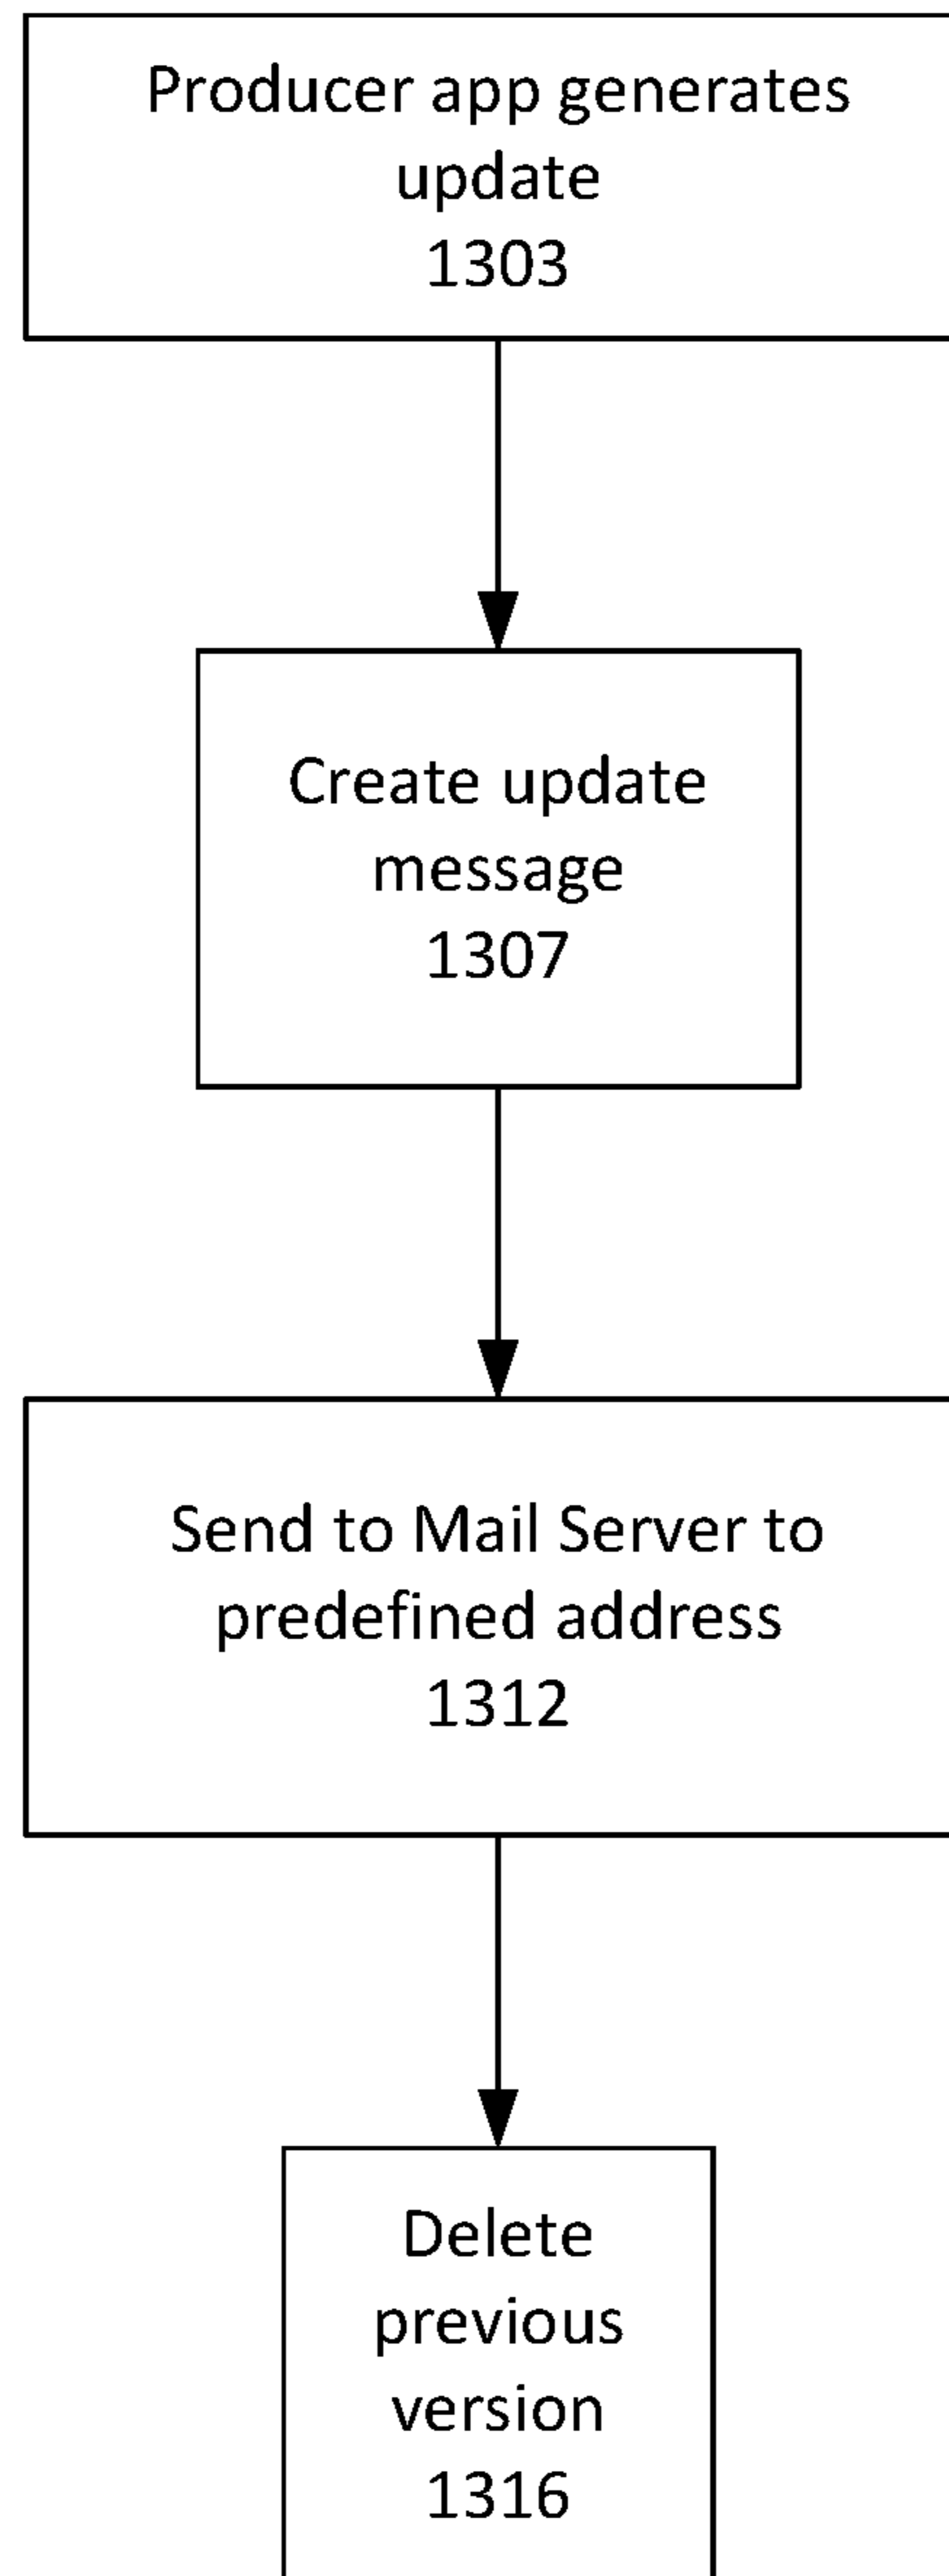 Producer app generates
update
1303
Create update
message
1307
Send to Mail Server to
predefined address
1312
Delete
previous
version
1316